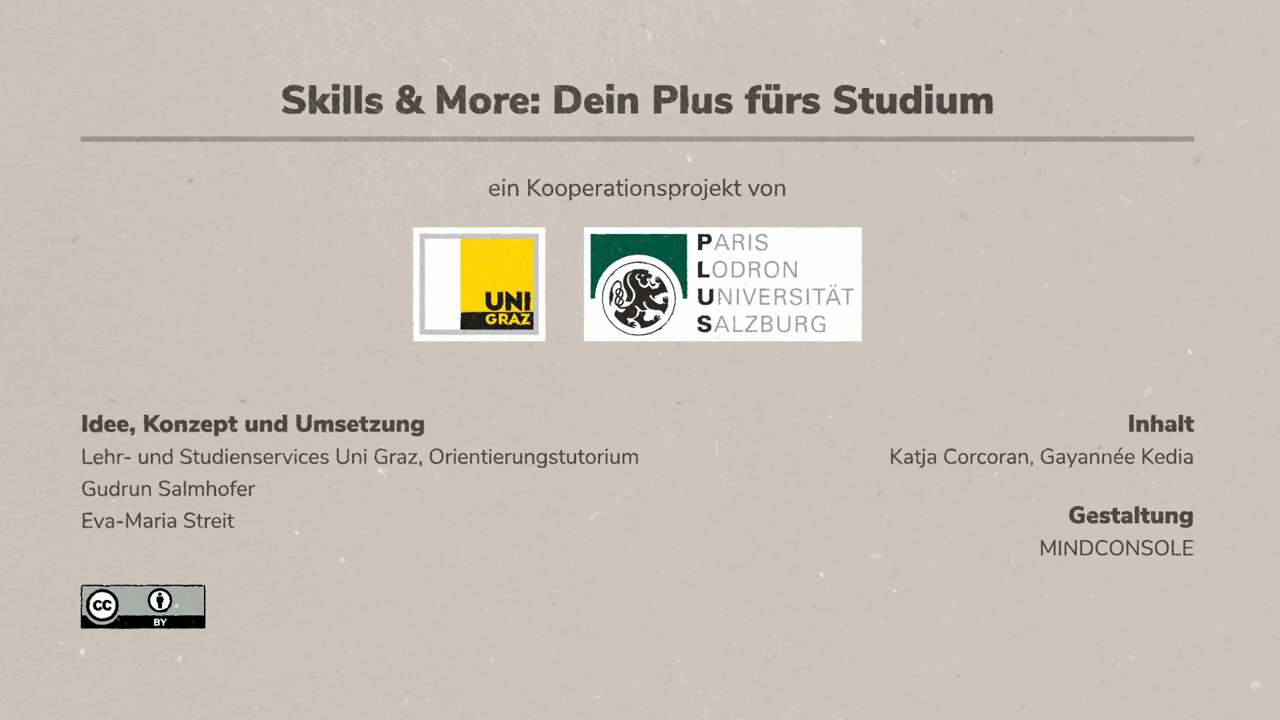 Skills & More: Dein Plus fürs Studium
ein Kooperationsprojekt von
UNI
GRAZ
PARIS
LODRON
UNIVERSITÄT
SALZBURG
Idee, Konzept und Umsetzung
Lehr- und Studienservices Uni Graz, Orientierungstutorium
Gudrun Salmhofer
Eva-Maria Streit
Inhalt
Katja Corcoran, Gayannée Kedia
Gestaltung
MINDCONSOLE
CC
BY